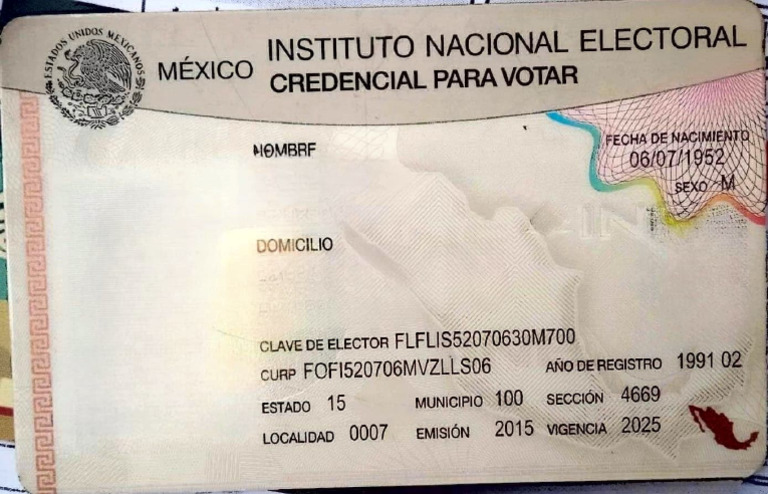 ESTADOS UNIDOS MEXICANOS
MÉXICO INSTITUTO NACIONAL ELECTORAL
CREDENCIAL PARA VOTAR
NOMBRE
FECHA DE NACIMIENTO
06/07/1952
SEXO M
DOMICILIO
CLAVE DE ELECTOR FLFLIS52070630M700
CURP FOFI520706MVZLLS06 AÑO DE REGISTRO 1991 02
ESTADO 15 MUNICIPIO 100 SECCIÓN 4669
LOCALIDAD 0007 EMISIÓN 2015 VIGENCIA 2025